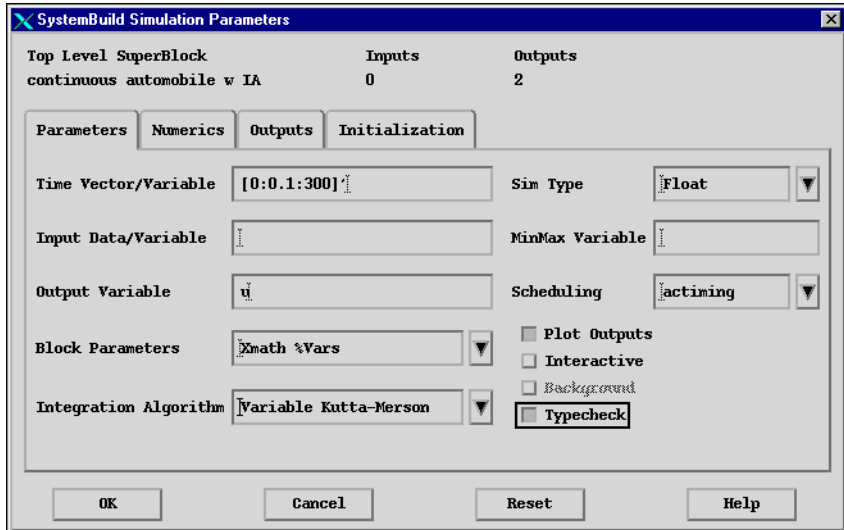 SystemBuild Simulation Parameters
Top Level SuperBlock Inputs Outputs
continuous automobile w IA 0 2
Parameters Numerics Outputs Initialization
Time Vector/Variable [0:0.1:300]' Sim Type Float
Input Data/Variable MinMax Variable
Output Variable u Scheduling actiming
Plot Outputs
Block Parameters Xmath %Vars
Interactive
Background
Integration Algorithm Variable Kutta-Merson
Typecheck
OK Cancel Reset Help